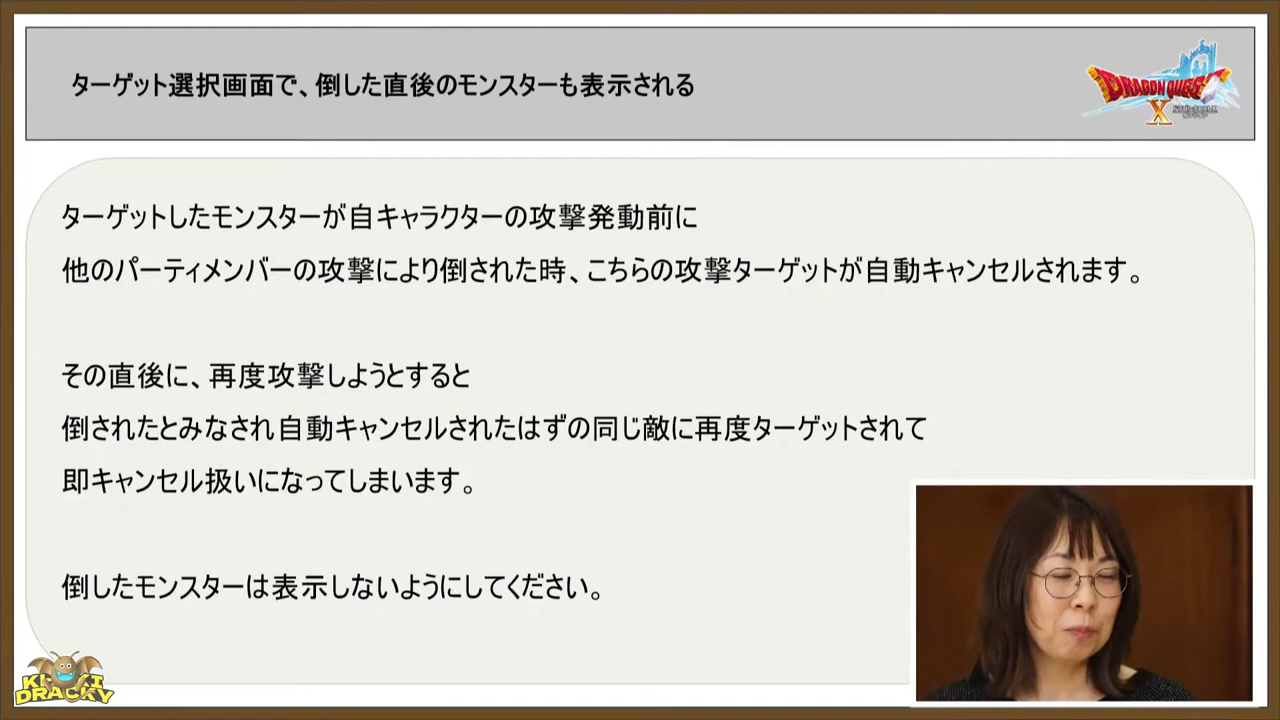 ターゲット選択画面で、倒した直後のモンスターも表示される
DRAGON QUEST
X
ターゲットしたモンスターが自キャラクターの攻撃発動前に
他のパーティメンバーの攻撃により倒された時、こちらの攻撃ターゲットが自動キャンセルされます。
その直後に、再度攻撃しようとすると
倒されたとみなされ自動キャンセルされたはずの同じ敵に再度ターゲットされて
即キャンセル扱いになってしまいます。
倒したモンスターは表示しないようにしてください。
DRACKY